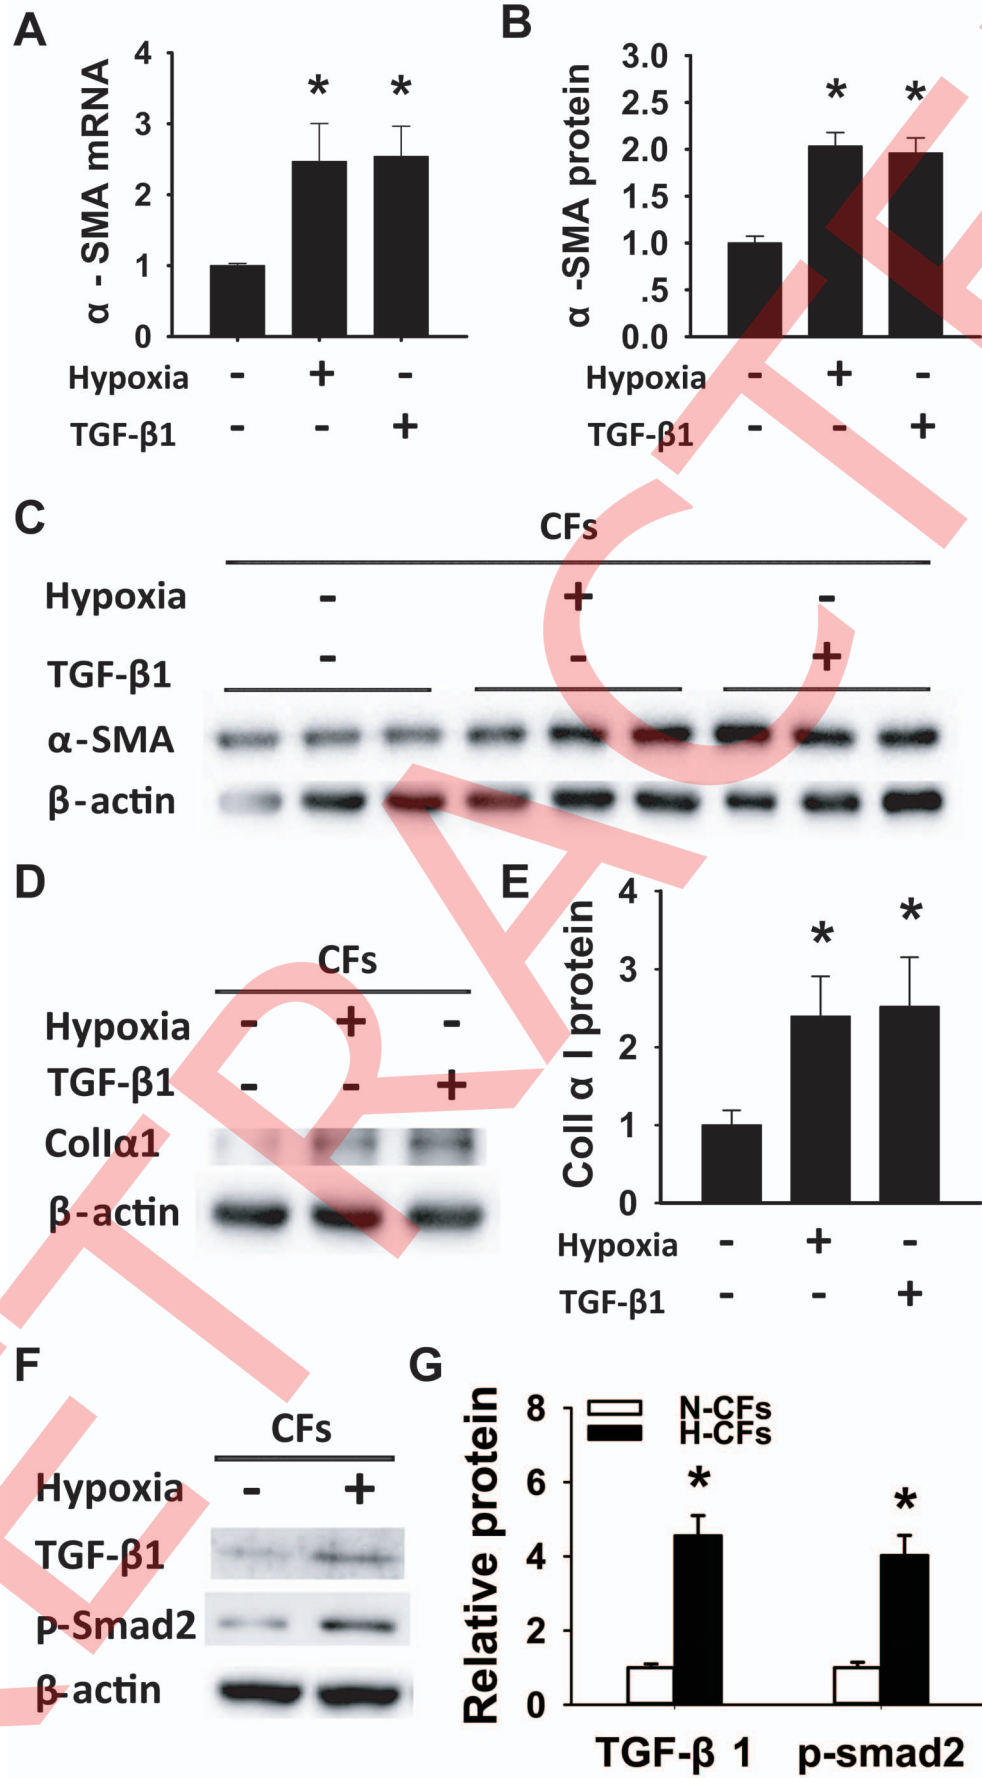 A
α - SMA mRNA
4
3
2
1
0
* *
Hypoxia - + -
TGF-β1 - - +
B
α -SMA protein
3.0
2.5
2.0
1.5
1.0
.5
0.0
* *
Hypoxia - + -
TGF-β1 - - +
C
CFs
Hypoxia - + -
TGF-β1 - - +
α-SMA
β-actin
D
CFs
Hypoxia - + -
TGF-β1 - - +
CollΙα1
β-actin
E
Coll α I protein
4
3
2
1
0
* *
Hypoxia - + -
TGF-β1 - - +
F
CFs
Hypoxia - +
TGF-β1
p-Smad2
β-actin
G
Relative protein
8
6
4
2
0
N-CFs
H-CFs
* *
TGF-β 1 p-smad2
RETRACTE